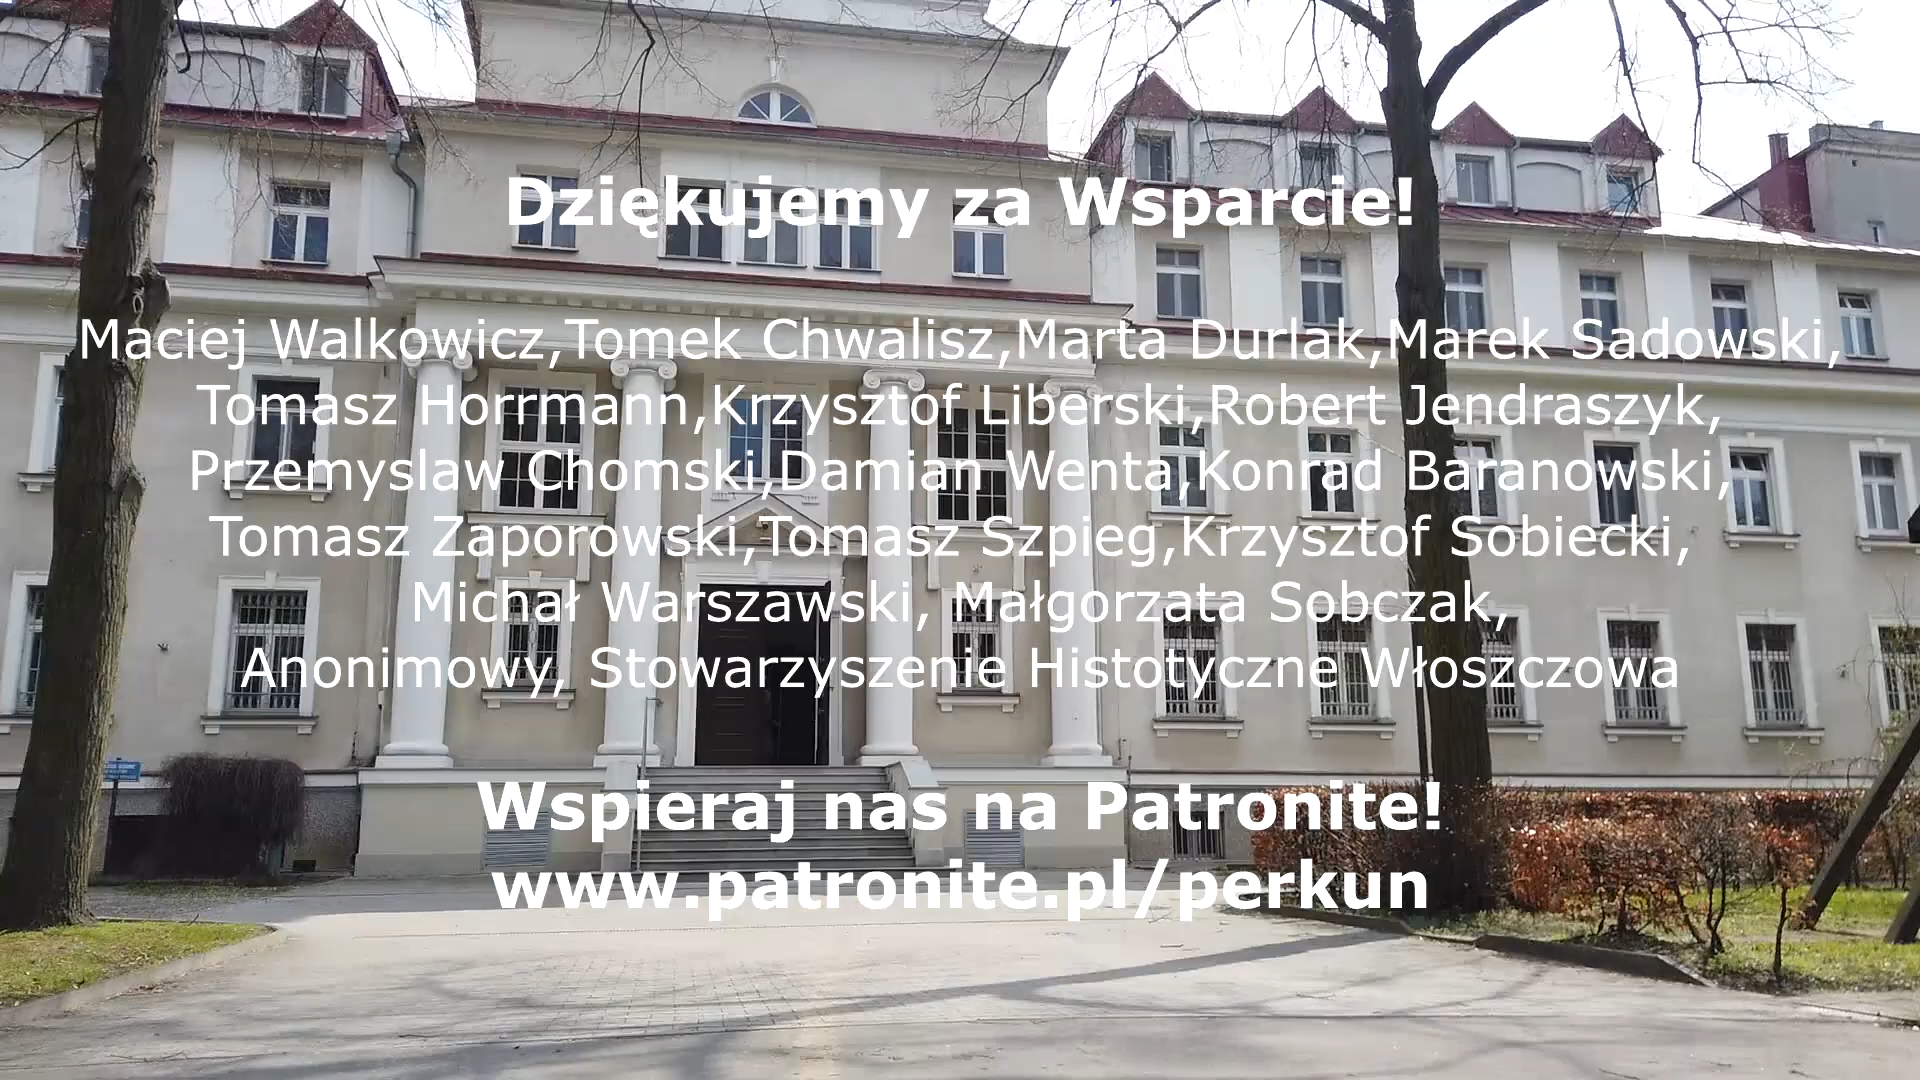 Dziękujemy za Wsparcie!
Maciej Walkowicz,Tomek Chwalisz,Marta Durlak,Marek Sadowski,
Tomasz Horrmann,Krzysztof Liberski,Robert Jendraszyk,
Przemyslaw Chomski,Damian Wenta,Konrad Baranowski,
Tomasz Zaporowski,Tomasz Szpieg,Krzysztof Sobiecki,
Michał Warszawski, Małgorzata Sobczak,
Anonimowy, Stowarzyszenie Histotyczne Włoszczowa
Wspieraj nas na Patronite!
www.patronite.pl/perkun